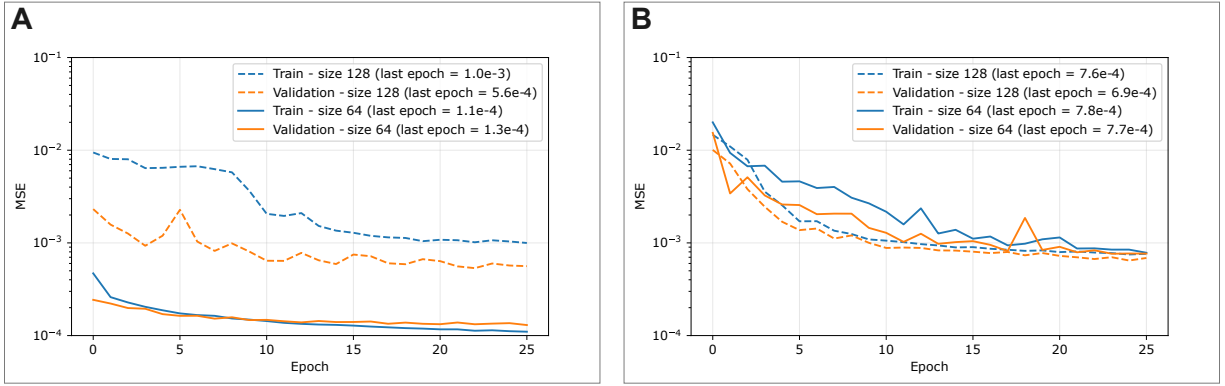 A
10⁻¹
10⁻²
10⁻³
10⁻⁴
MSE
0 5 10 15 20 25
Epoch
Train - size 128 (last epoch = 1.0e-3)
Validation - size 128 (last epoch = 5.6e-4)
Train - size 64 (last epoch = 1.1e-4)
Validation - size 64 (last epoch = 1.3e-4)
B
10⁻¹
10⁻²
10⁻³
10⁻⁴
MSE
0 5 10 15 20 25
Epoch
Train - size 128 (last epoch = 7.6e-4)
Validation - size 128 (last epoch = 6.9e-4)
Train - size 64 (last epoch = 7.8e-4)
Validation - size 64 (last epoch = 7.7e-4)